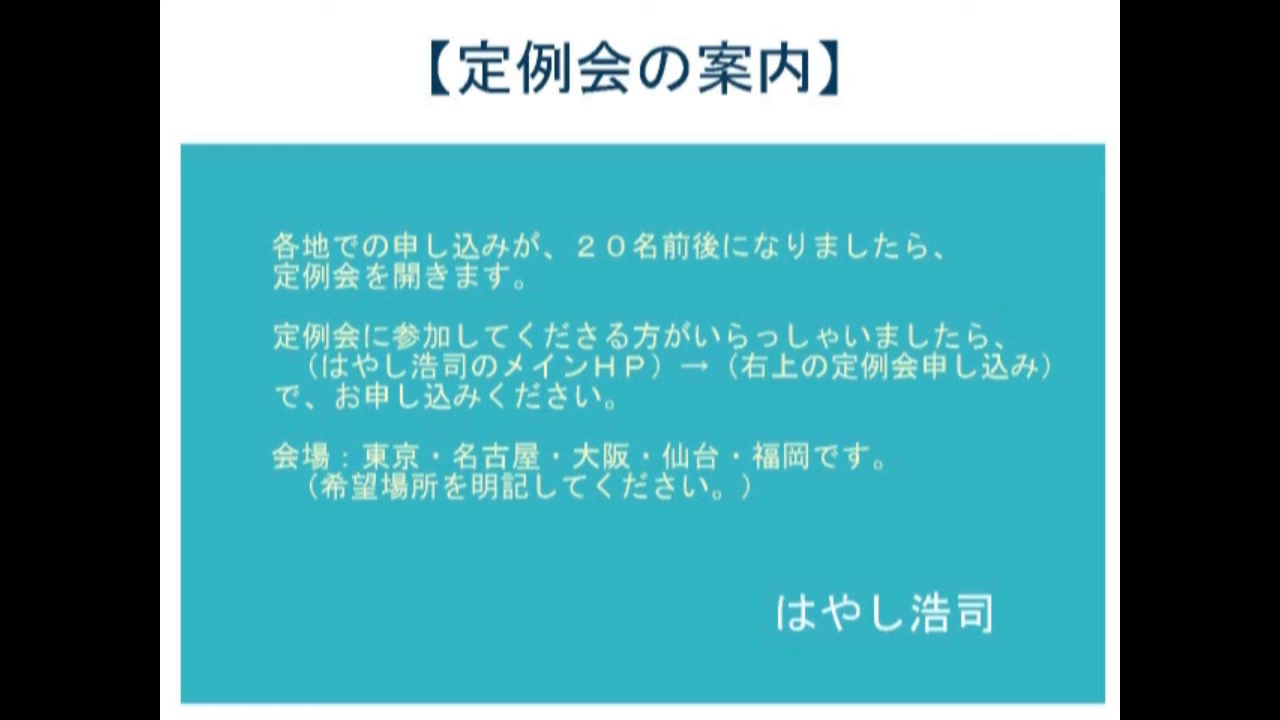 【定例会の案内】
各地での申し込みが、２０名前後になりましたら、
定例会を開きます。
定例会に参加してくださる方がいらっしゃいましたら、
（はやし浩司のメインＨＰ）→（右上の定例会申し込み）
で、お申し込みください。
会場：東京・名古屋・大阪・仙台・福岡です。
（希望場所を明記してください。）
はやし浩司